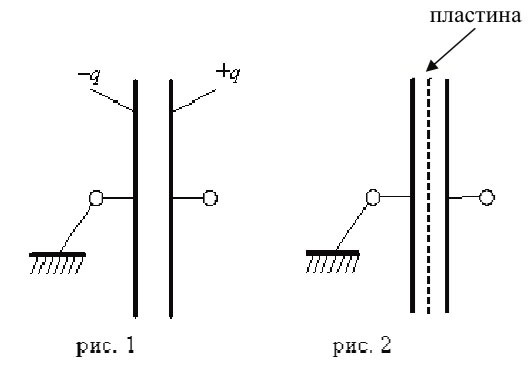 пластина
–q
+q
рис. 1
рис. 2